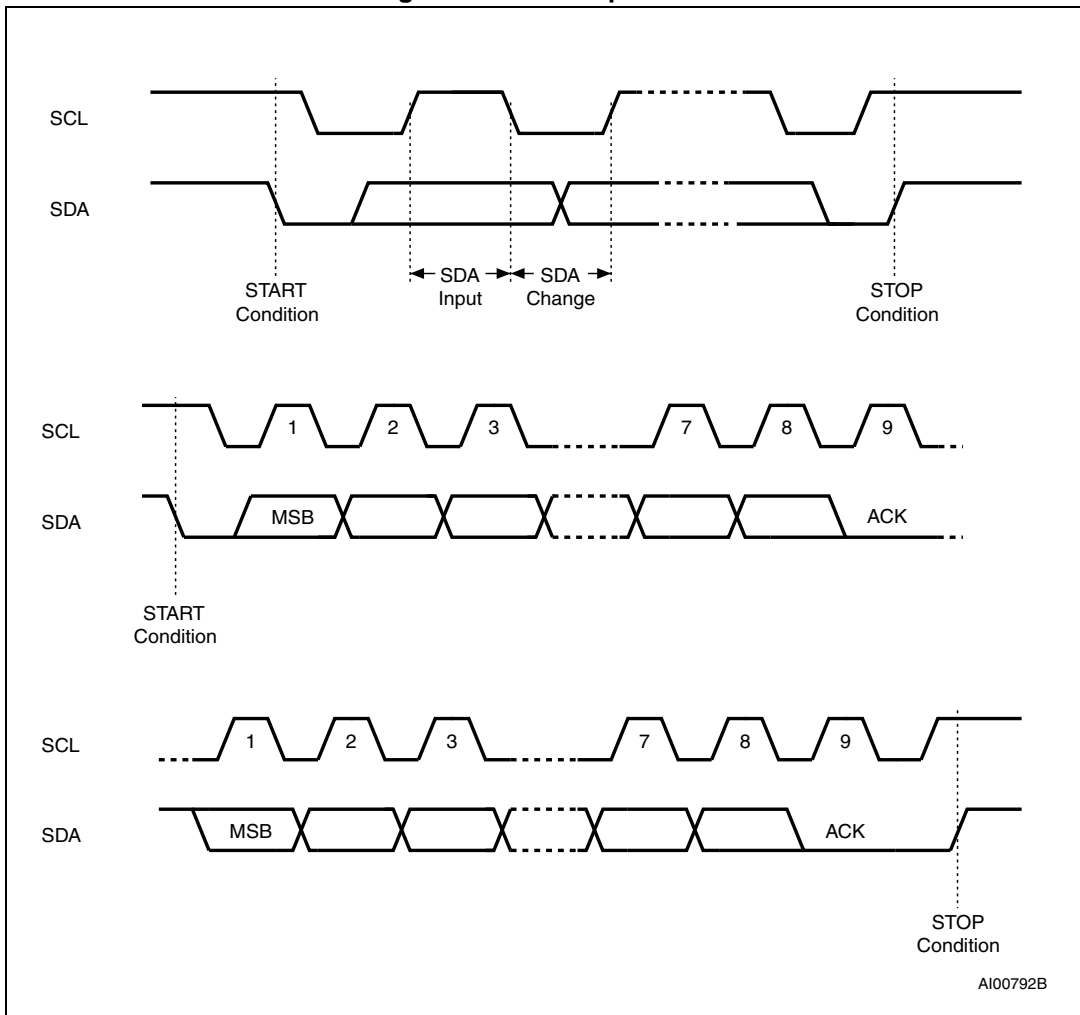 SCL
SDA
SDA Input
SDA Change
START
Condition
STOP
Condition
SCL
1 2 3 7 8 9
SDA
MSB ACK
START
Condition
SCL
1 2 3 7 8 9
SDA
MSB ACK
STOP
Condition
AI00792B